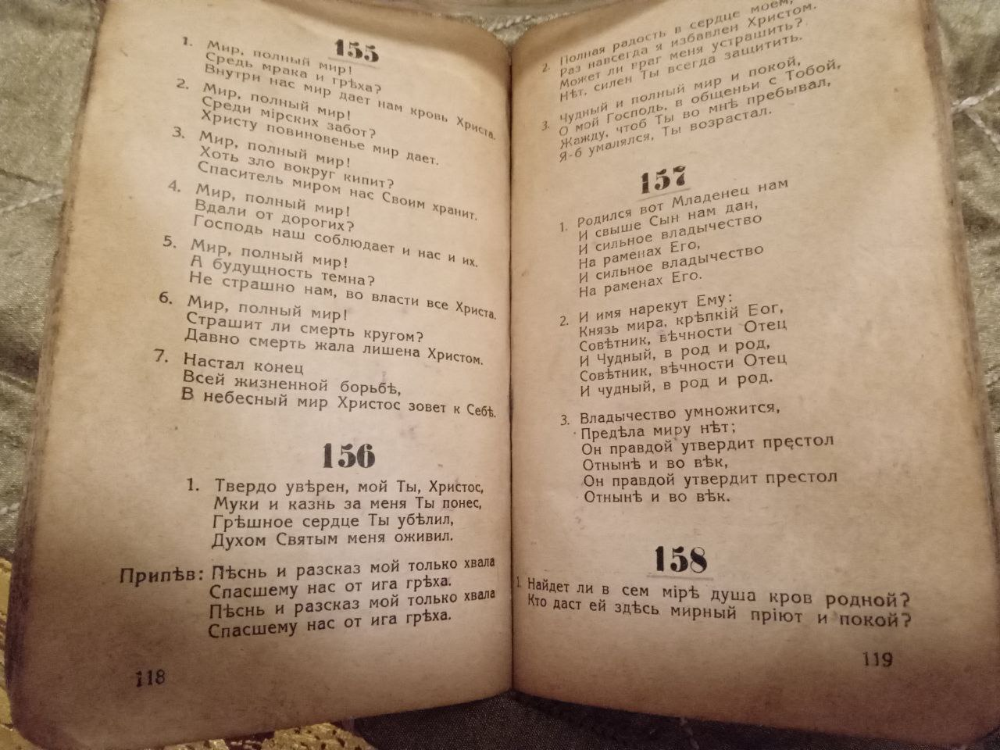 155
1. Мир, полный мир!
Средь мрака и грѣха?
Внутри нас мир дает нам кровь Христа.
2. Мир, полный мир!
Среди мірских забот?
Христу повиновенье мир дает.
3. Мир, полный мир!
Хоть зло вокруг кипит?
Спаситель миром нас Своим хранит.
4. Мир, полный мир!
Вдали от дорогих?
Господь наш соблюдает и нас и их.
5. Мир, полный мир!
А будущность темна?
Не страшно нам, во власти все Христа.
6. Мир, полный мир!
Страшит ли смерть кругом?
Давно смерть жала лишена Христом.
7. Настал конец
Всей жизненной борьбѣ,
В небесный мир Христос зовет к Себѣ.
156
1. Твердо увѣрен, мой Ты, Христос,
Муки и казнь за меня Ты понес,
Грѣшное сердце Ты убѣлил,
Духом Святым меня оживил.
Припѣв: Пѣснь и разсказ мой только хвала
Спасшему нас от ига грѣха.
Пѣснь и разсказ мой только хвала
Спасшему нас от ига грѣха.
118
2. Полная радость в сердце моем,
Раз навсегда я избавлен Христом.
Может ли враг меня устрашить?
Нѣт, силен Ты всегда защитить.
3. Чудный и полный мир и покой,
О мой Господь, в общеньи с Тобой,
Жажду, чтоб Ты во мнѣ пребывал,
Я-б умалялся, Ты возрастал.
157
1. Родился вот Младенец нам
И свыше Сын нам дан,
И сильное владычество
На раменах Его,
И сильное владычество
На раменах Его.
2. И имя нарекут Ему:
Князь мира, крѣпкій Бог,
Совѣтник, вѣчности Отец
И Чудный, в род и род,
Совѣтник, вѣчности Отец
И чудный, в род и род.
3. Владычество умножится,
Предѣла миру нѣт;
Он правдой утвердит престол
Отнынѣ и во вѣк,
Он правдой утвердит престол
Отнынѣ и во вѣк.
158
1. Найдет ли в сем мірѣ душа кров родной?
Кто даст ей здѣсь мирный пріют и покой?
119